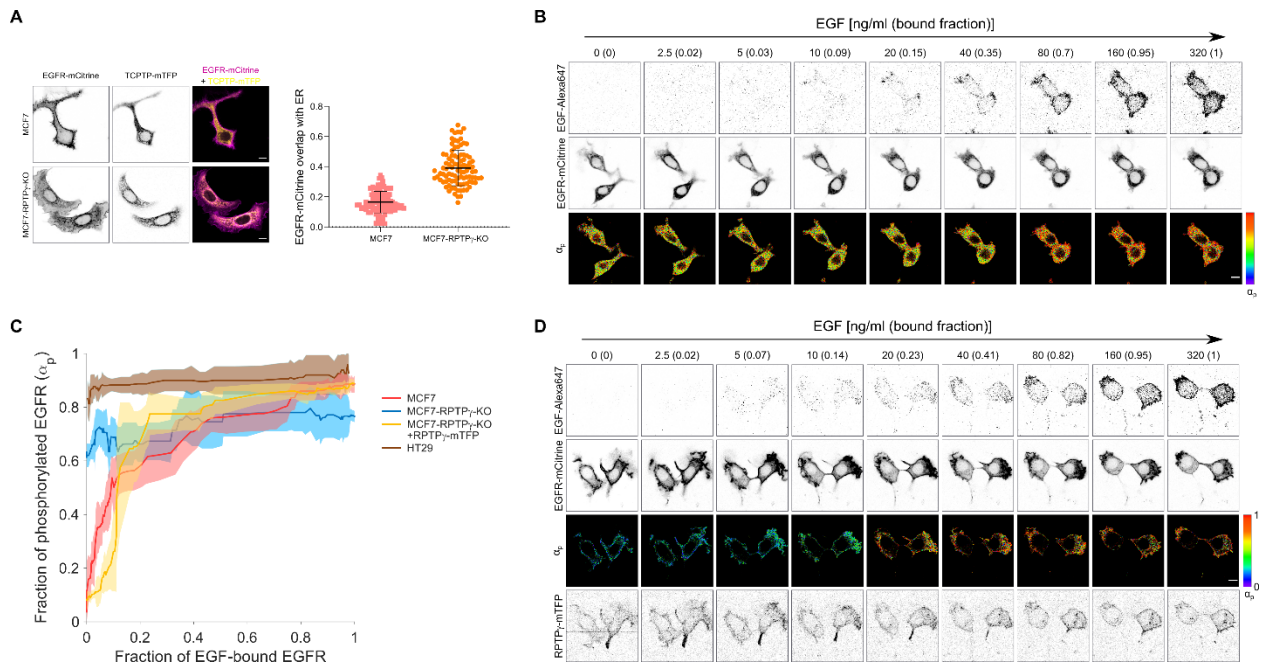 A
EGFR-mCitrine
TCPTP-mTFP
EGFR-mCitrine
+ TCPTP-mTFP
MCF7
MCF7-RPTPγ-KO
EGFR-mCitrine overlap with ER
0.8
0.6
0.4
0.2
0.0
MCF7
MCF7-RPTPγ-KO
B
EGF [ng/ml (bound fraction)]
0 (0)
2.5 (0.02)
5 (0.03)
10 (0.09)
20 (0.15)
40 (0.35)
80 (0.7)
160 (0.95)
320 (1)
EGF-Alexa647
EGFR-mCitrine
αp
αp
C
Fraction of phosphorylated EGFR (αp)
1
0.8
0.6
0.4
0.2
0
0
0.2
0.4
0.6
0.8
1
Fraction of EGF-bound EGFR
MCF7
MCF7-RPTPγ-KO
MCF7-RPTPγ-KO
+RPTPγ-mTFP
HT29
D
EGF [ng/ml (bound fraction)]
0 (0)
2.5 (0.02)
5 (0.07)
10 (0.14)
20 (0.23)
40 (0.41)
80 (0.82)
160 (0.95)
320 (1)
EGF-Alexa647
EGFR-mCitrine
αp
1
0
αp
RPTPγ-mTFP